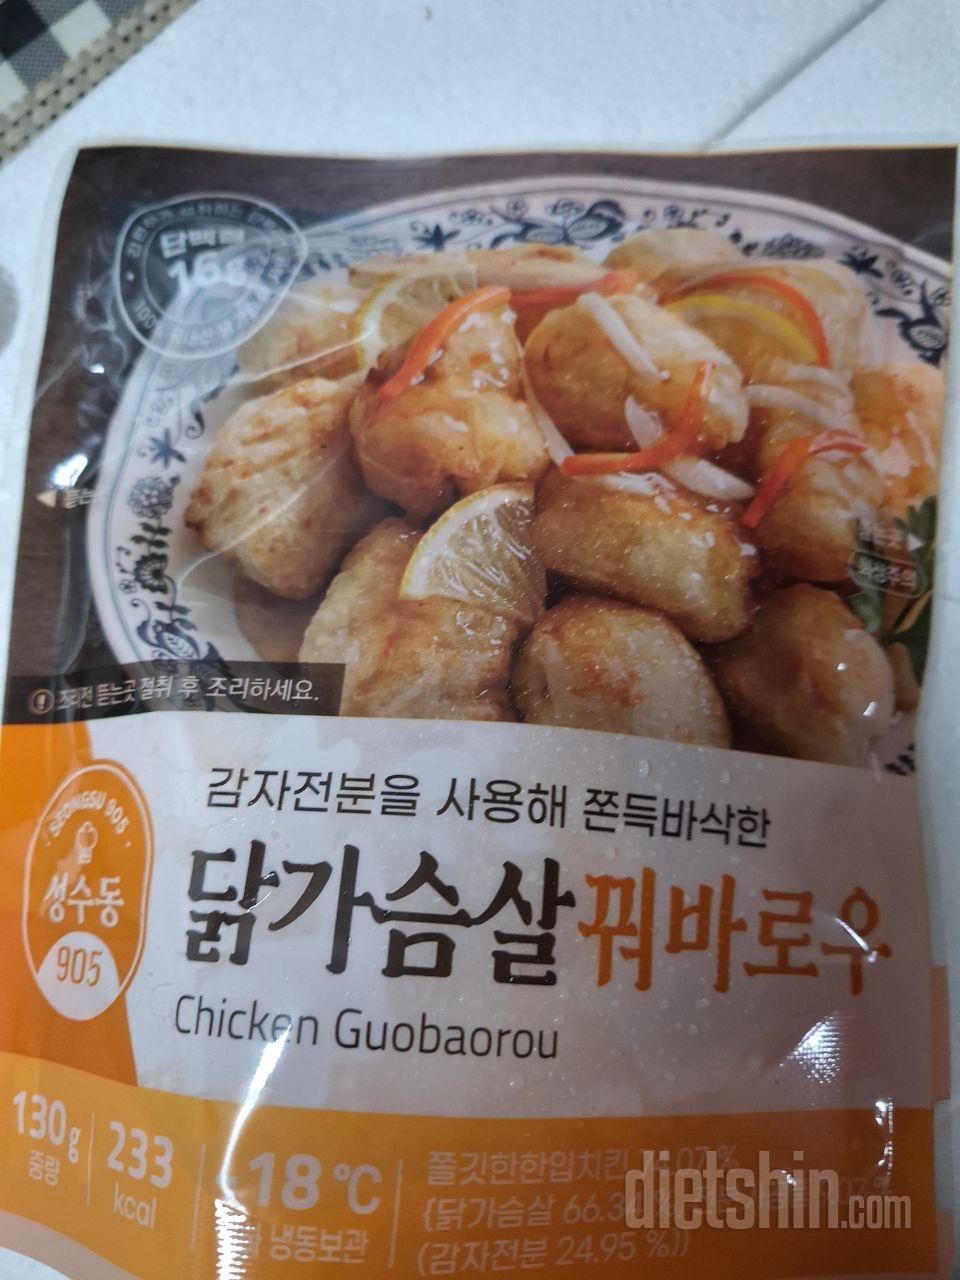 단백질
16g
조리전 뜯는곳 절취 후 조리하세요.
화상주의
감자전분을 사용해 쫀득바삭한
SEONGSU 905
성수동
905
닭가슴살 꿔바로우
Chicken Guobaorou
130g
중량
233
kcal
-18℃
냉동보관
쫄깃한한입치킨
{닭가슴살 66.34 %,
(감자전분 24.95 %)}
dietshin.com